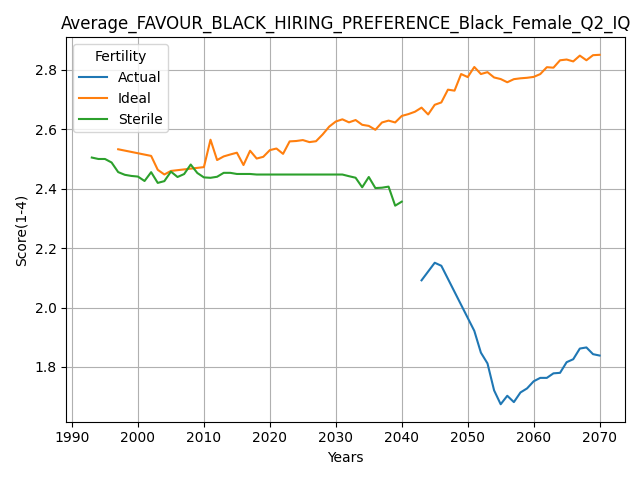 Average_FAVOUR_BLACK_HIRING_PREFERENCE_Black_Female_Q2_IQ
Fertility
Actual
Ideal
Sterile
Score(1-4)
2.8
2.6
2.4
2.2
2.0
1.8
1990 2000 2010 2020 2030 2040 2050 2060 2070
Years